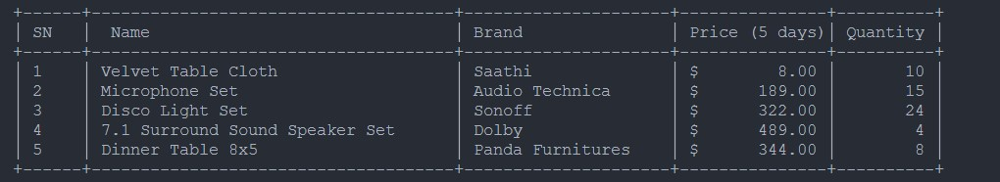 SN Name Brand Price (5 days) Quantity
1 Velvet Table Cloth Saathi $ 8.00 10
2 Microphone Set Audio Technica $ 189.00 15
3 Disco Light Set Sonoff $ 322.00 24
4 7.1 Surround Sound Speaker Set Dolby $ 489.00 4
5 Dinner Table 8x5 Panda Furnitures $ 344.00 8